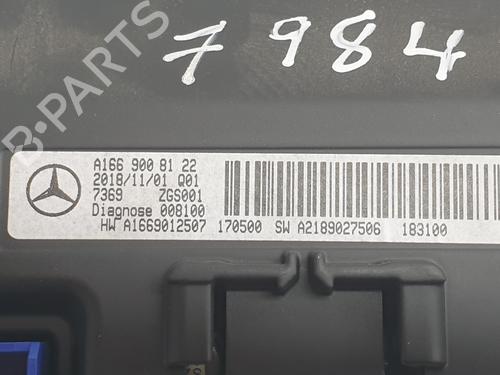 7984
B-PARTS
A166 900 81 22
2018/11/01 Q01
7369 ZGS001
Diagnose 008100
HW A1669012507 170500 SW A2189027506 183100